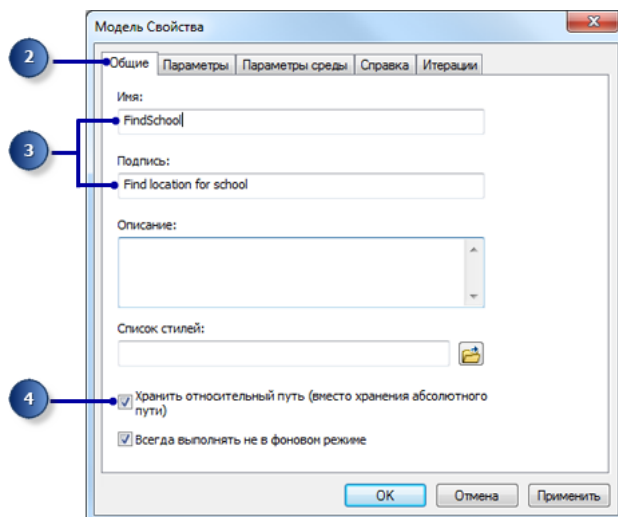 Модель Свойства
2
Общие Параметры Параметры среды Справка Итерации
Имя:
FindSchool
3
Подпись:
Find location for school
Описание:
Список стилей:
4
Хранить относительный путь (вместо хранения абсолютного
пути)
Всегда выполнять не в фоновом режиме
OK Отмена Применить